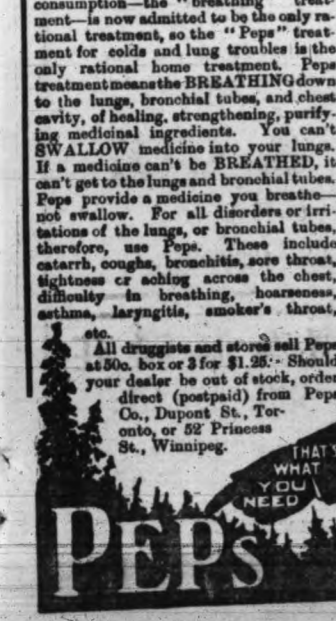 consumption—the "breathing treat-
ment—is now admitted to be the only ra-
tional treatment, so the "Peps" treat-
ment for colds and lung troubles is the
only rational home treatment. Peps
treatment means the BREATHING down
to the lungs, bronchial tubes, and chest
cavity, of healing, strengthening, purify-
ing medicinal ingredients. You can't
SWALLOW medicine into your lungs.
If a medicine can't be BREATHED, it
can't get to the lungs and bronchial tubes.
Peps provide a medicine you breathe—
not swallow. For all disorders or irri-
tations of the lungs, or bronchial tubes,
therefore, use Peps. These include
catarrh, coughs, bronchitis, sore throat,
tightness or aching across the chest,
difficulty in breathing, hoarseness,
asthma, laryngitis, smoker's throat,
etc.
All druggists and stores sell Peps
at 50c. box or 3 for $1.25. Should
your dealer be out of stock, order
direct (postpaid) from Peps
Co., Dupont St., Tor-
onto, or 52 Princess
St., Winnipeg.
THAT'S
WHAT
YOU
NEED
PEPS